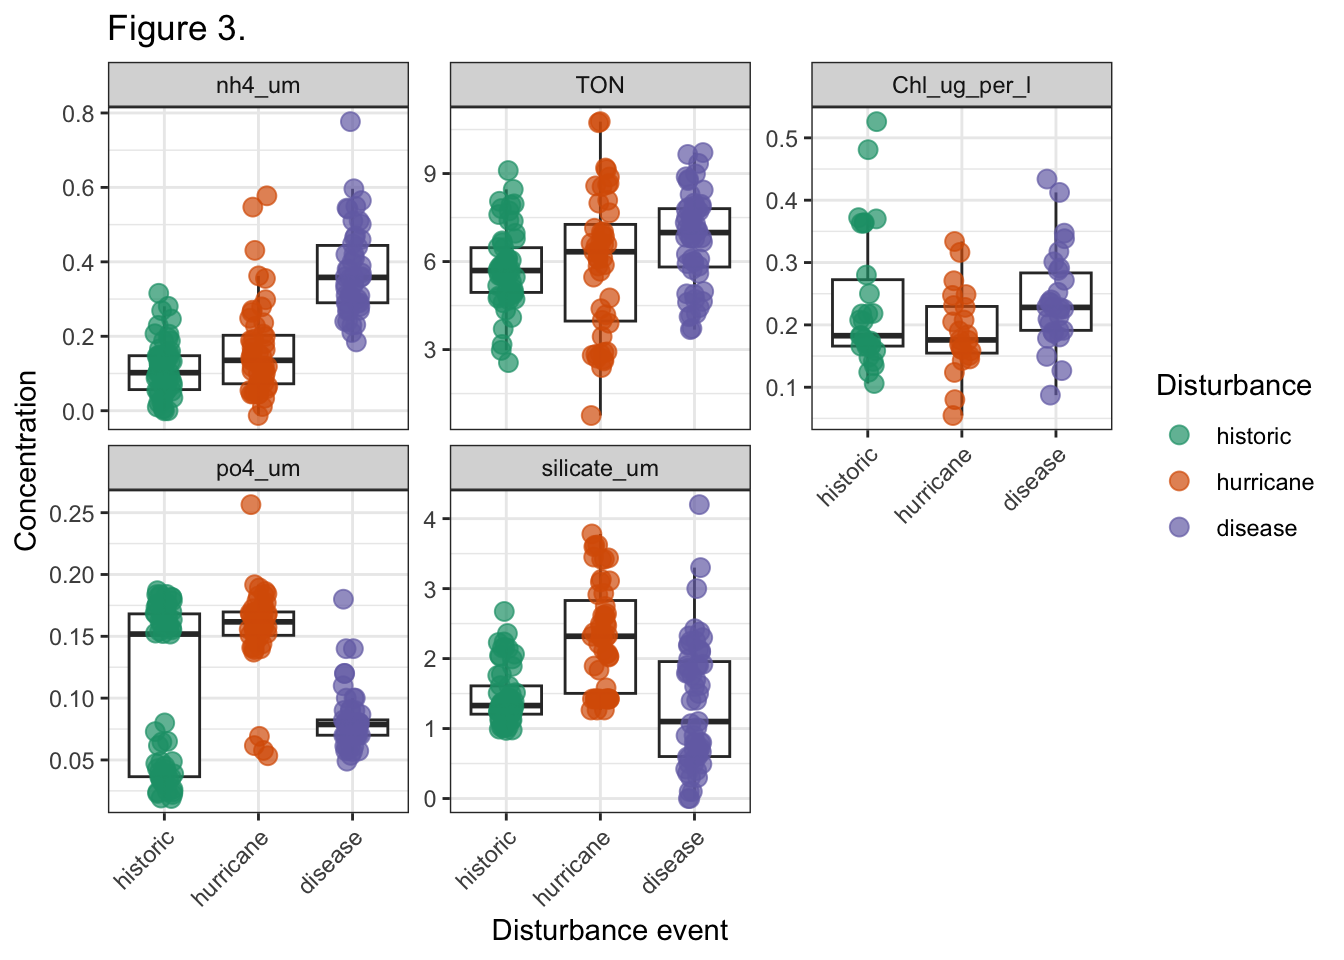 Figure 3.
nh4_um
TON
Chl_ug_per_l
0.8
0.6
0.4
0.2
0.0
9
6
3
0.5
0.4
0.3
0.2
0.1
historic
hurricane
disease
po4_um
silicate_um
0.25
0.20
0.15
0.10
0.05
4
3
2
1
0
historic
hurricane
disease
historic
hurricane
disease
Concentration
Disturbance event
Disturbance
historic
hurricane
disease